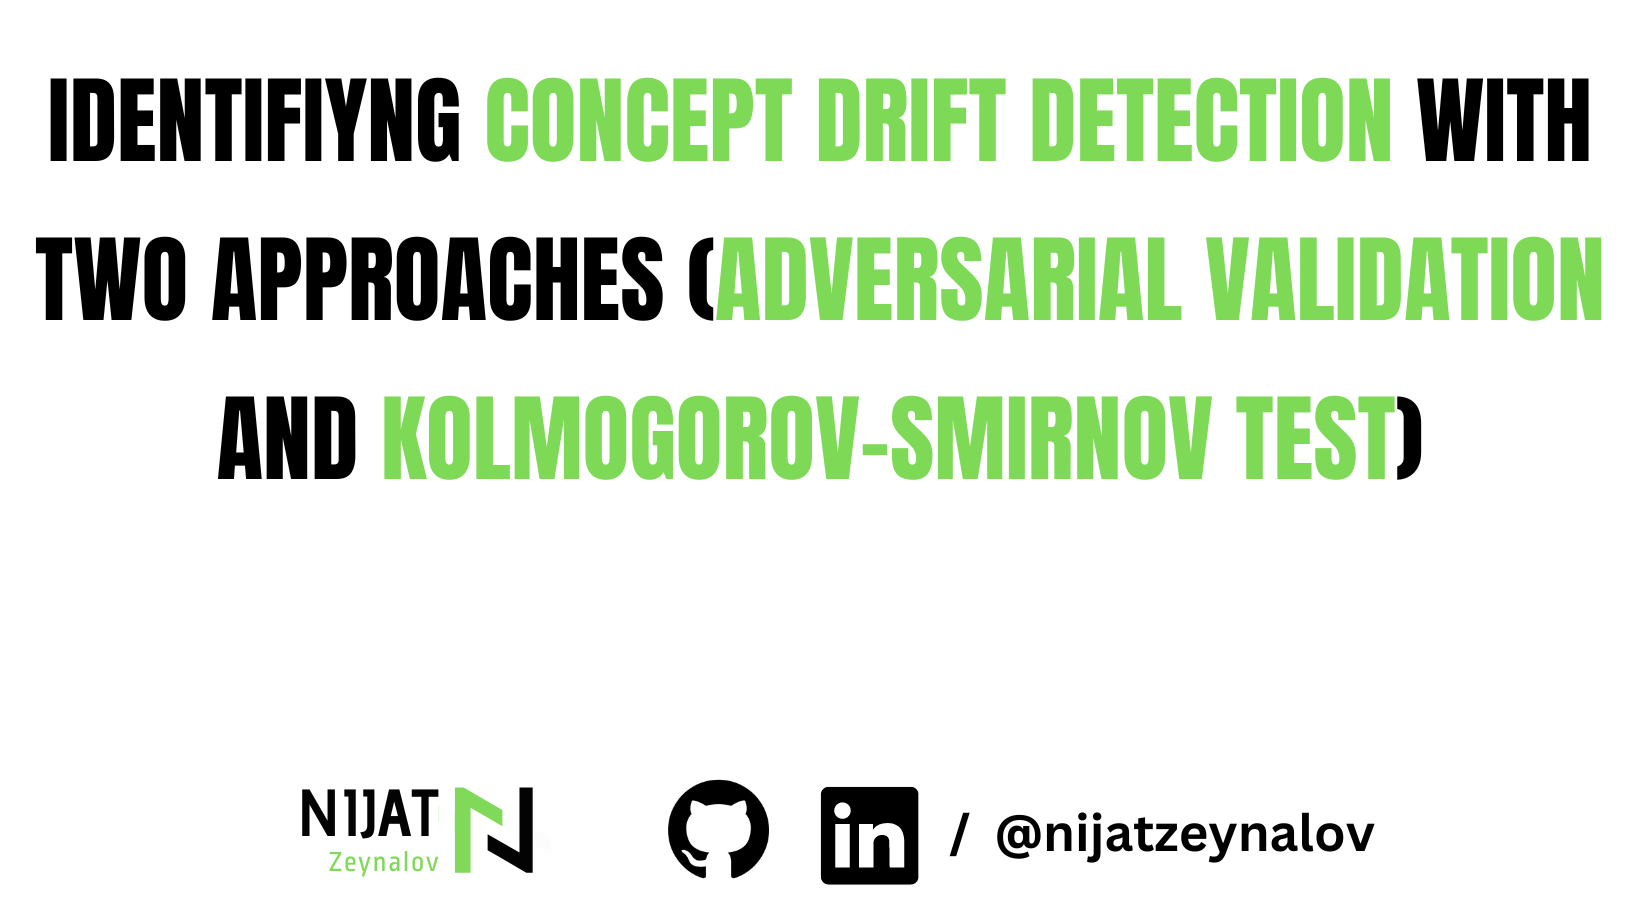 IDENTIFIYNG CONCEPT DRIFT DETECTION WITH
TWO APPROACHES (ADVERSARIAL VALIDATION
AND KOLMOGOROV-SMIRNOV TEST)
NIJAT
Zeynalov
in / @nijatzeynalov